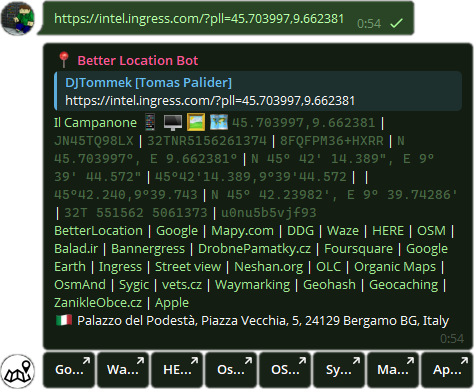 https://intel.ingress.com/?pll=45.703997,9.662381 0:54
Better Location Bot
DJTommek [Tomas Palider]
https://intel.ingress.com/?pll=45.703997,9.662381
Il Campanone 45.703997,9.662381 |
JN45TQ98LX | 32TNR5156261374 | 8FQFPM36+HXRR | N
45.703997°, E 9.662381° | N 45° 42' 14.389", E 9°
39' 44.572" | 45°42'14.389,9°39'44.572 | |
45°42.240,9°39.743 | N 45° 42.23982', E 9° 39.74286'
| 32T 551562 5061373 | u0nu5b5vjf93
BetterLocation | Google | Mapy.com | DDG | Waze | HERE | OSM |
Balad.ir | Bannergress | DrobnePamatky.cz | Foursquare | Google
Earth | Ingress | Street view | Neshan.org | OLC | Organic Maps |
OsmAnd | Sygic | vets.cz | Waymarking | Geohash | Geocaching |
ZanikleObce.cz | Apple
Palazzo del Podestà, Piazza Vecchia, 5, 24129 Bergamo BG, Italy
0:54
Go... Wa... HE... Os... OS... Sy... Ma... Ap...